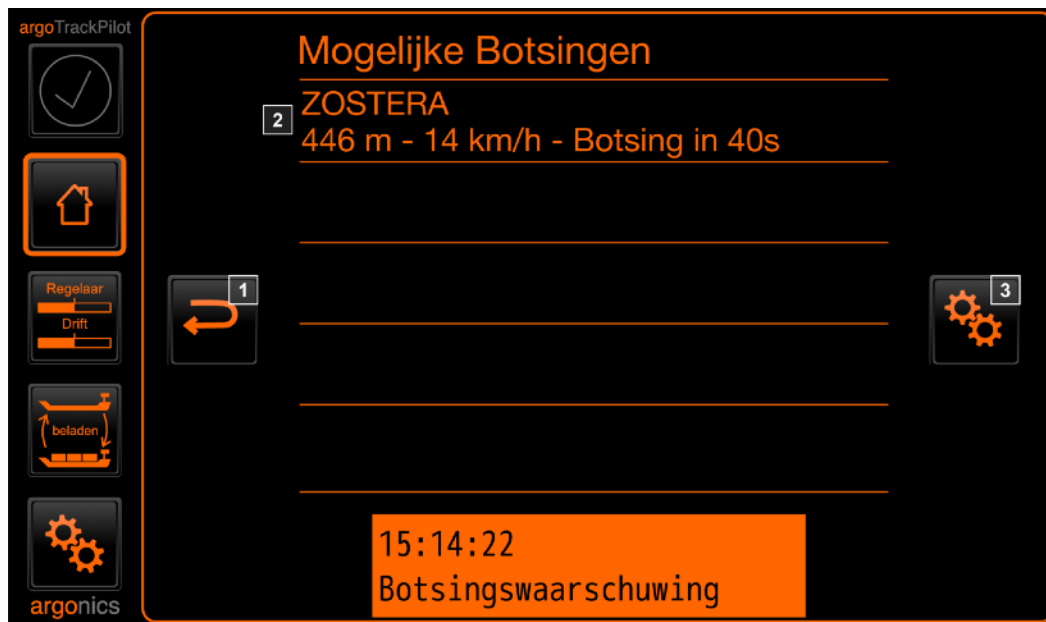 argoTrackPilot
Mogelijke Botsingen
2
ZOSTERA
446 m - 14 km/h - Botsing in 40s
Regelaar
Drift
1
3
beladen
15:14:22
Botsingswaarschuwing
argonics